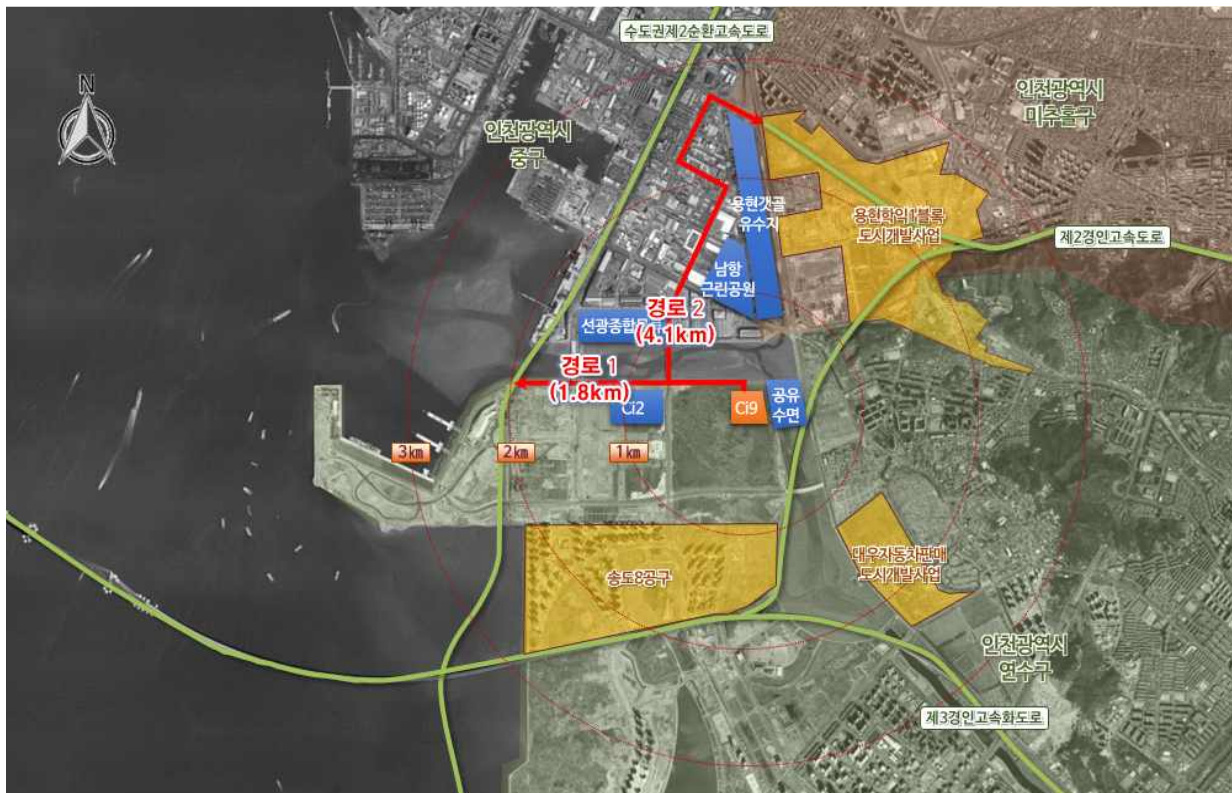 수도권제2순환고속도로
N
인천광역시
미추홀구
인천광역시
중구
용현갯골
유수지
용현학익1블록
도시개발사업
제2경인고속도로
남항
근린공원
경로 2
(4.1km)
선광종합
경로 1
(1.8km)
Ci2
Ci9
공유
수면
3km
2km
1km
송도8공구
대우자동차판매
도시개발사업
인천광역시
연수구
제3경인고속화도로